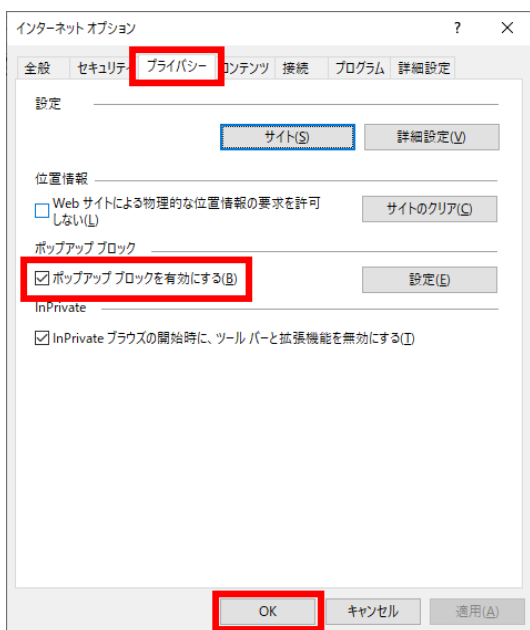 インターネット オプション ? ×
全般 セキュリティ プライバシー コンテンツ 接続 プログラム 詳細設定
設定
サイト(S) 詳細設定(V)
位置情報
Web サイトによる物理的な位置情報の要求を許可
しない(L)
サイトのクリア(C)
ポップアップ ブロック
ポップアップ ブロックを有効にする(B) 設定(E)
InPrivate
InPrivate ブラウズの開始時に、ツール バーと拡張機能を無効にする(T)
OK キャンセル 適用(A)